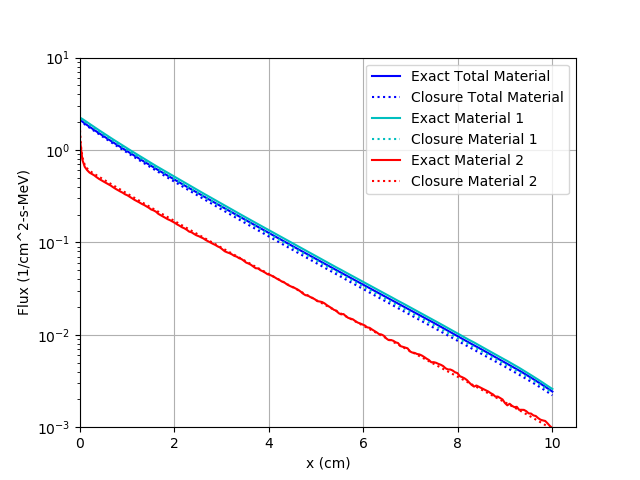 Flux (1/cm^2-s-MeV)
10^1
10^0
10^−1
10^−2
10^−3
Exact Total Material
Closure Total Material
Exact Material 1
Closure Material 1
Exact Material 2
Closure Material 2
0 2 4 6 8 10
x (cm)